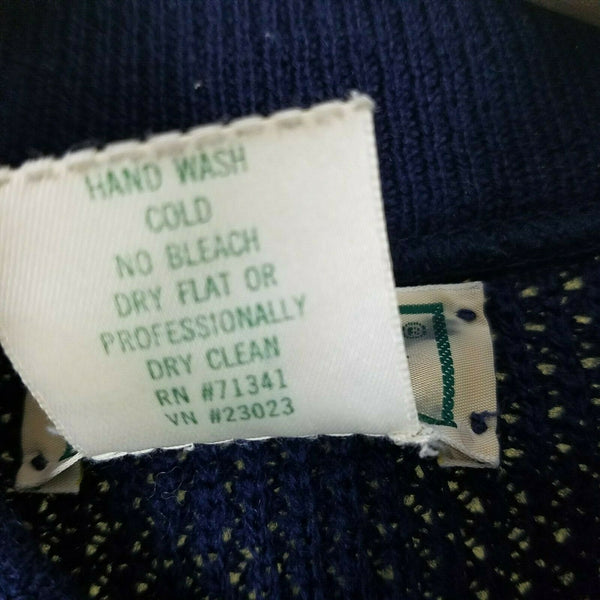 HAND WASH
COLD
NO BLEACH
DRY FLAT OR
PROFESSIONALLY
DRY CLEAN
RN #71341
VN #23023
®